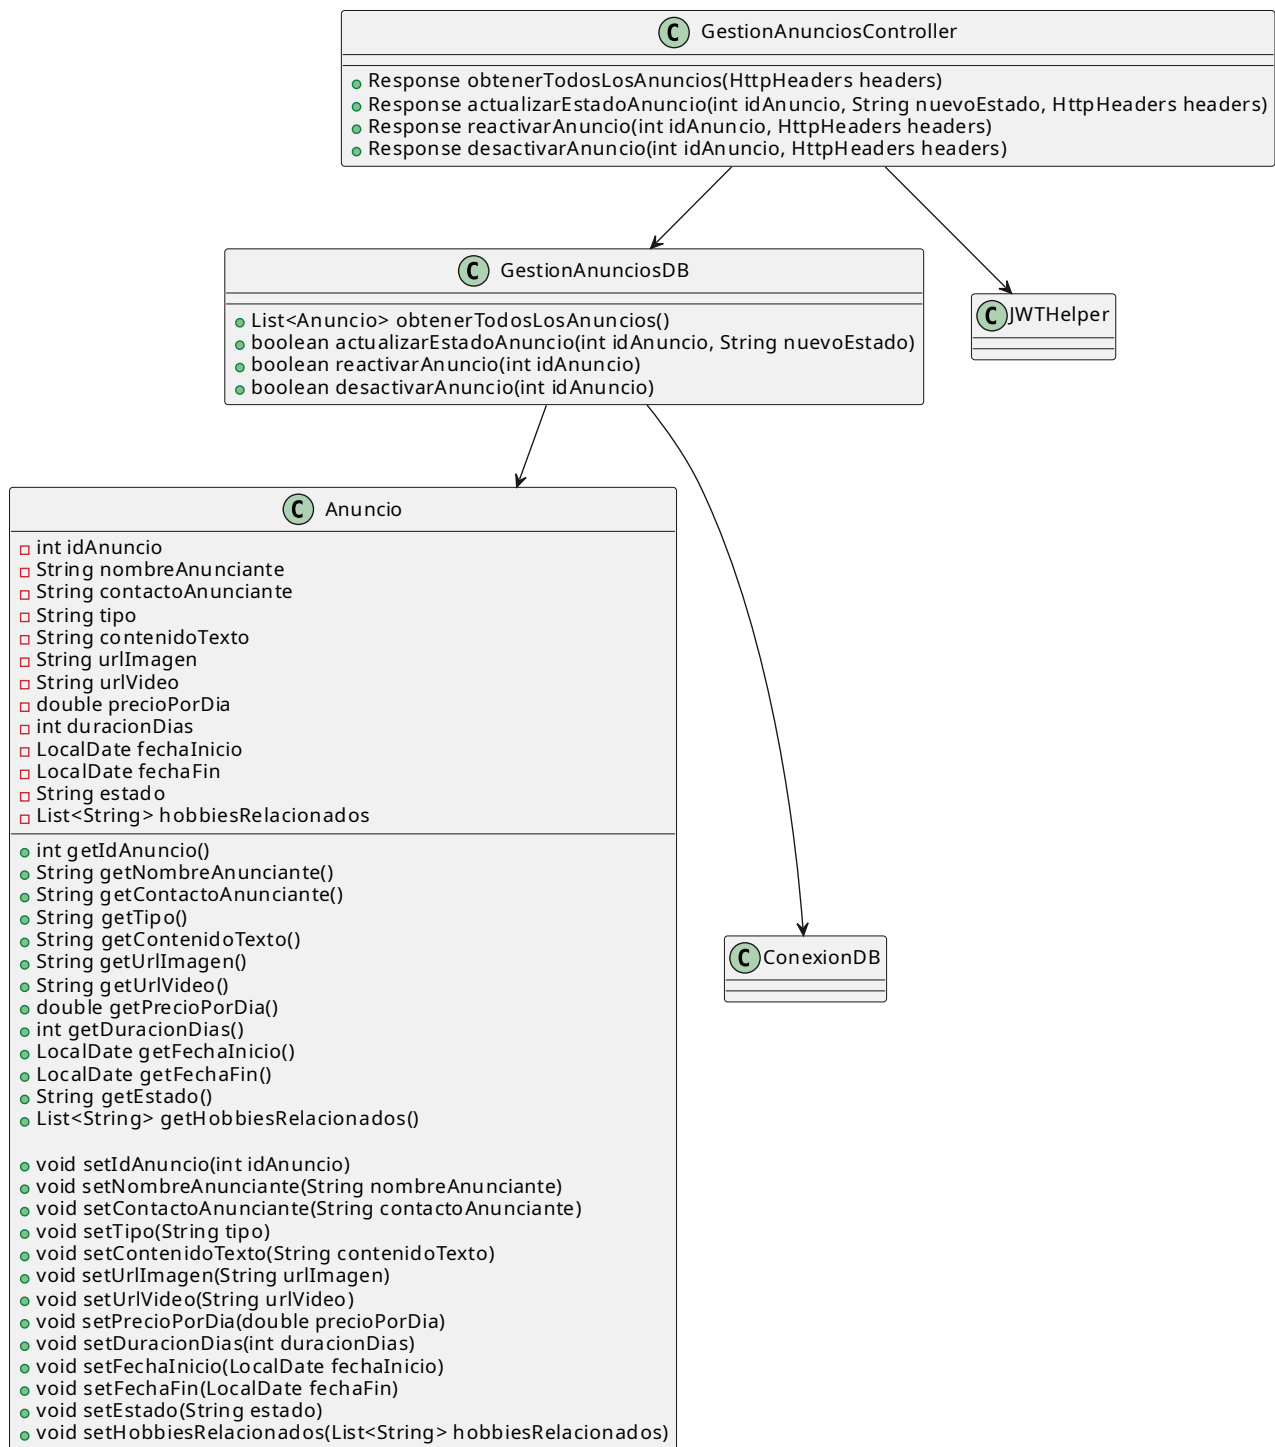 C GestionAnunciosController
Response obtenerTodosLosAnuncios(HttpHeaders headers)
Response actualizarEstadoAnuncio(int idAnuncio, String nuevoEstado, HttpHeaders headers)
Response reactivarAnuncio(int idAnuncio, HttpHeaders headers)
Response desactivarAnuncio(int idAnuncio, HttpHeaders headers)
C GestionAnunciosDB
List<Anuncio> obtenerTodosLosAnuncios()
boolean actualizarEstadoAnuncio(int idAnuncio, String nuevoEstado)
boolean reactivarAnuncio(int idAnuncio)
boolean desactivarAnuncio(int idAnuncio)
C JWTHelper
C Anuncio
int idAnuncio
String nombreAnunciante
String contactoAnunciante
String tipo
String contenidoTexto
String urlImagen
String urlVideo
double precioPorDia
int duracionDias
LocalDate fechaInicio
LocalDate fechaFin
String estado
List<String> hobbiesRelacionados
int getIdAnuncio()
String getNombreAnunciante()
String getContactoAnunciante()
String getTipo()
String getContenidoTexto()
String getUrlImagen()
String getUrlVideo()
double getPrecioPorDia()
int getDuracionDias()
LocalDate getFechaInicio()
LocalDate getFechaFin()
String getEstado()
List<String> getHobbiesRelacionados()
void setIdAnuncio(int idAnuncio)
void setNombreAnunciante(String nombreAnunciante)
void setContactoAnunciante(String contactoAnunciante)
void setTipo(String tipo)
void setContenidoTexto(String contenidoTexto)
void setUrlImagen(String urlImagen)
void setUrlVideo(String urlVideo)
void setPrecioPorDia(double precioPorDia)
void setDuracionDias(int duracionDias)
void setFechaInicio(LocalDate fechaInicio)
void setFechaFin(LocalDate fechaFin)
void setEstado(String estado)
void setHobbiesRelacionados(List<String> hobbiesRelacionados)
C ConexionDB